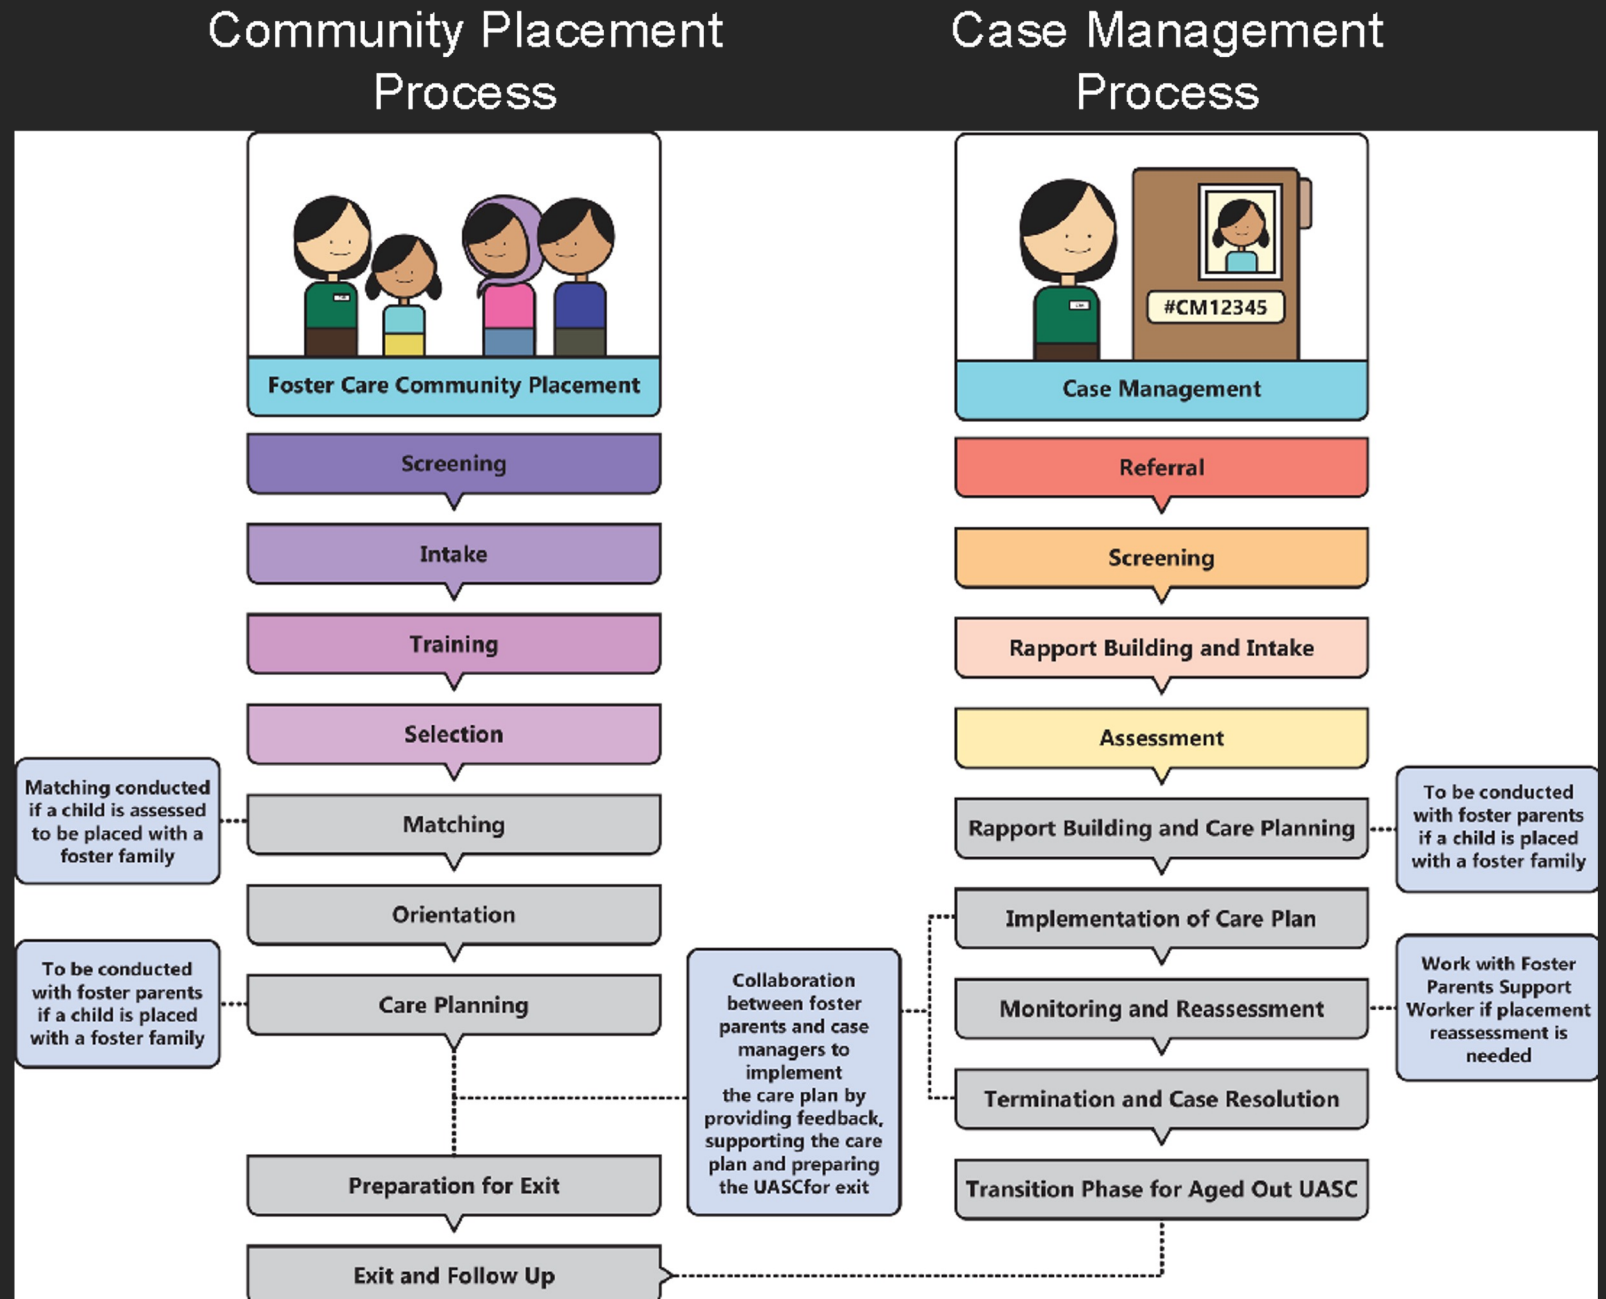 Community Placement
Process
Case Management
Process
#CM12345
Foster Care Community Placement
Case Management
Screening
Intake
Training
Selection
Matching conducted
if a child is assessed
to be placed with a
foster family
Matching
Orientation
To be conducted
with foster parents
if a child is placed
with a foster family
Care Planning
Preparation for Exit
Exit and Follow Up
Collaboration
between foster
parents and case
managers to
implement
the care plan by
providing feedback,
supporting the care
plan and preparing
the UASCfor exit
Referral
Screening
Rapport Building and Intake
Assessment
Rapport Building and Care Planning
To be conducted
with foster parents
if a child is placed
with a foster family
Implementation of Care Plan
Monitoring and Reassessment
Work with Foster
Parents Support
Worker if placement
reassessment is
needed
Termination and Case Resolution
Transition Phase for Aged Out UASC